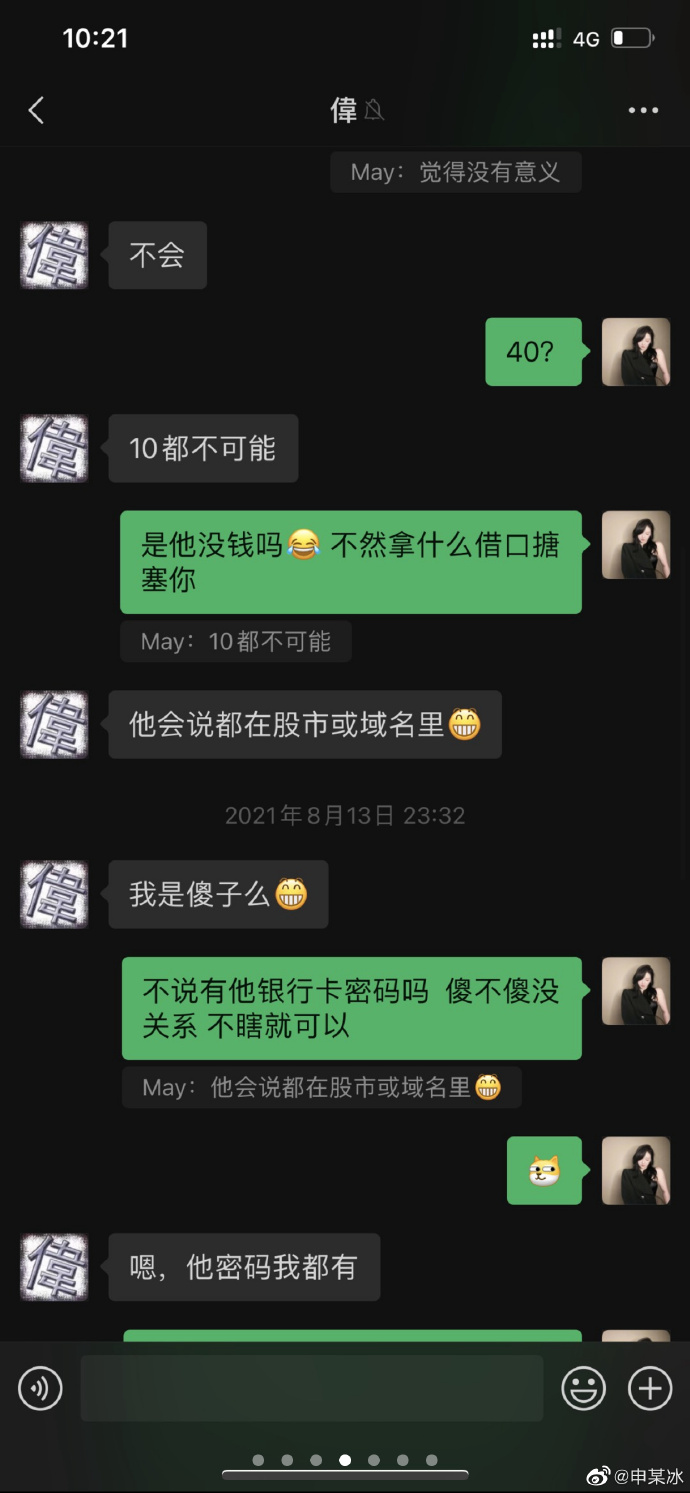 10:21
4G
偉
May：觉得没有意义
偉
不会
40?
偉
10都不可能
是他没钱吗😂 不然拿什么借口搪
塞你
May：10都不可能
偉
他会说都在股市或域名里😁
2021年8月13日 23:32
偉
我是傻子么😁
不说有他银行卡密码吗 傻不傻没
关系 不瞎就可以
May：他会说都在股市或域名里😁
偉
嗯，他密码我都有
@申某冰